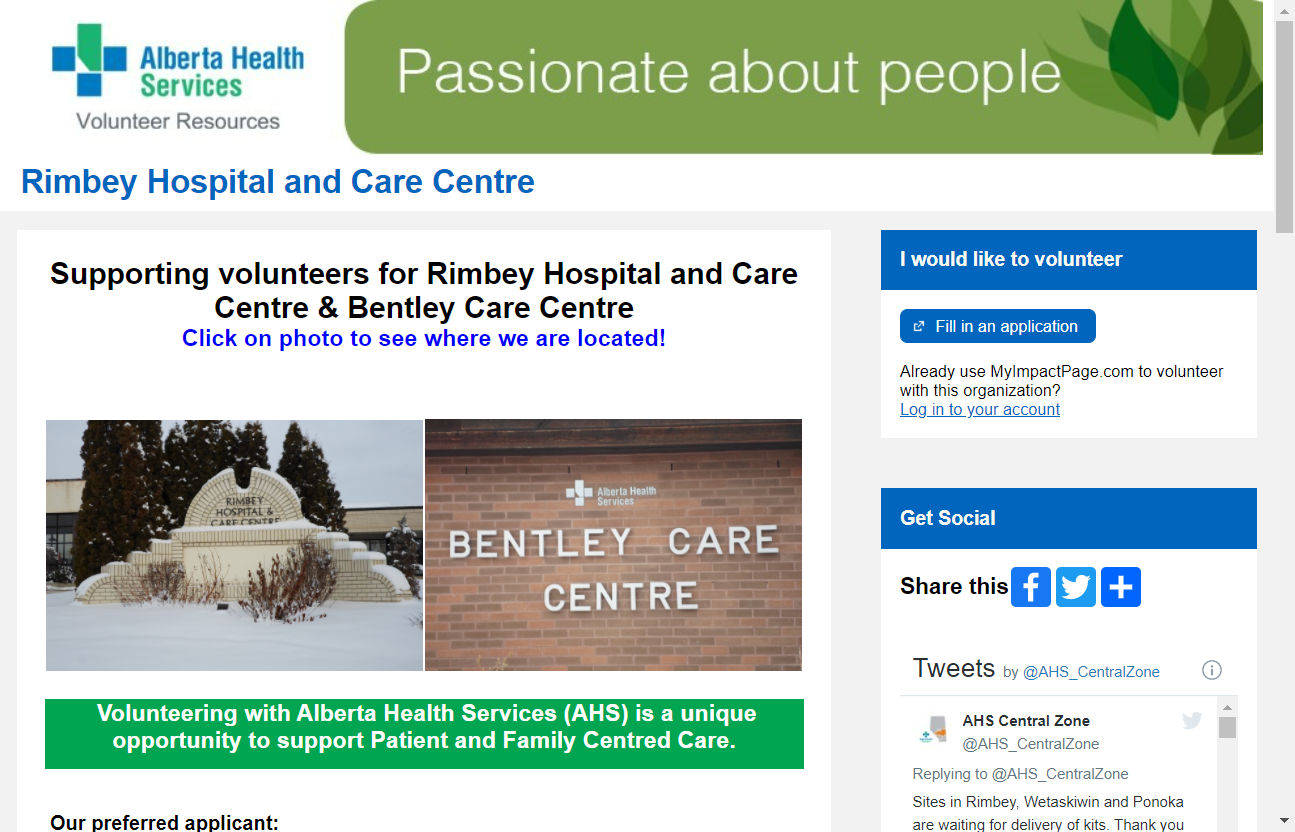 Alberta Health
Services
Volunteer Resources
Passionate about people
Rimbey Hospital and Care Centre
Supporting volunteers for Rimbey Hospital and Care
Centre & Bentley Care Centre
Click on photo to see where we are located!
RIMBEY
HOSPITAL &
CARE CENTRE
Alberta Health
Services
BENTLEY CARE
CENTRE
Volunteering with Alberta Health Services (AHS) is a unique
opportunity to support Patient and Family Centred Care.
Our preferred applicant:
I would like to volunteer
Fill in an application
Already use MyImpactPage.com to volunteer
with this organization?
Log in to your account
Get Social
Share this
Tweets by @AHS_CentralZone
AHS Central Zone
@AHS_CentralZone
Replying to @AHS_CentralZone
Sites in Rimbey, Wetaskiwin and Ponoka
are waiting for delivery of kits. Thank you